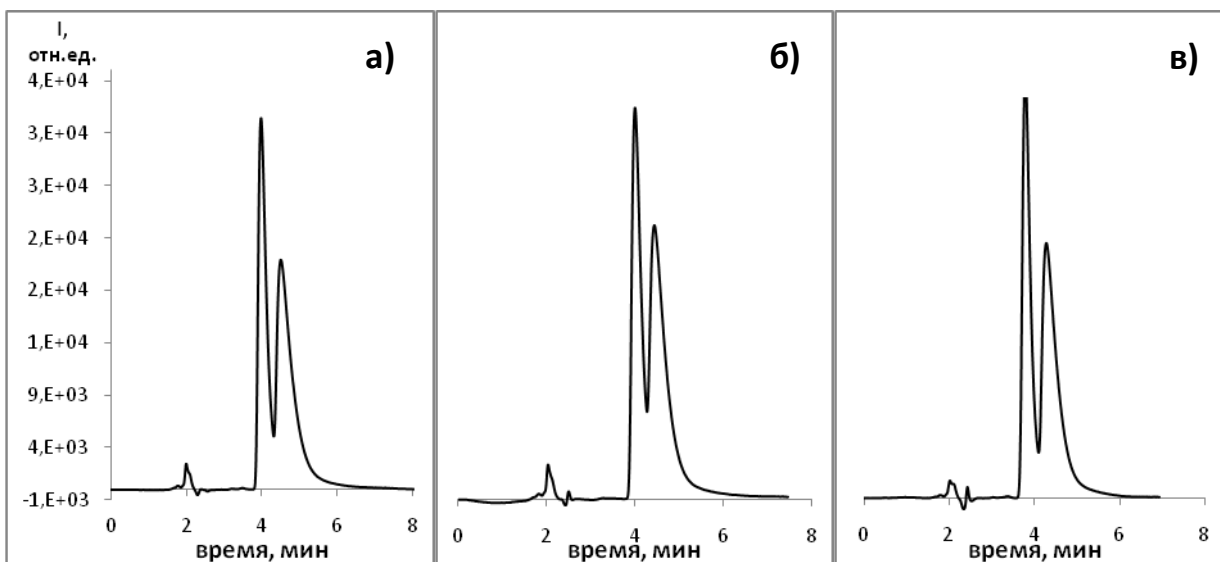 I,
отн.ед.
а)
б)
в)
4,E+04
3,E+04
3,E+04
2,E+04
2,E+04
1,E+04
9,E+03
4,E+03
-1,E+03
0 2 4 6 8
0 2 4 6 8
0 2 4 6 8
время, мин
время, мин
время, мин